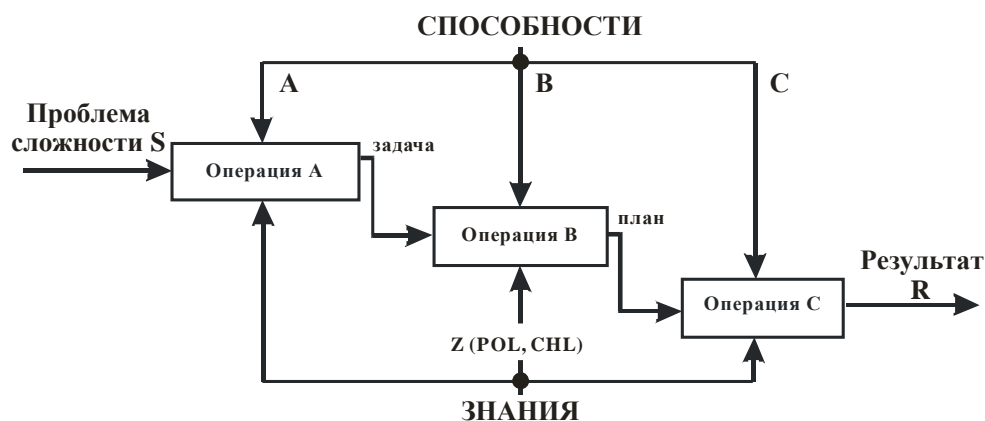 СПОСОБНОСТИ
A
B
C
Проблема
сложности S
задача
Операция A
план
Операция B
Результат
R
Операция C
Z (POL, CHL)
ЗНАНИЯ